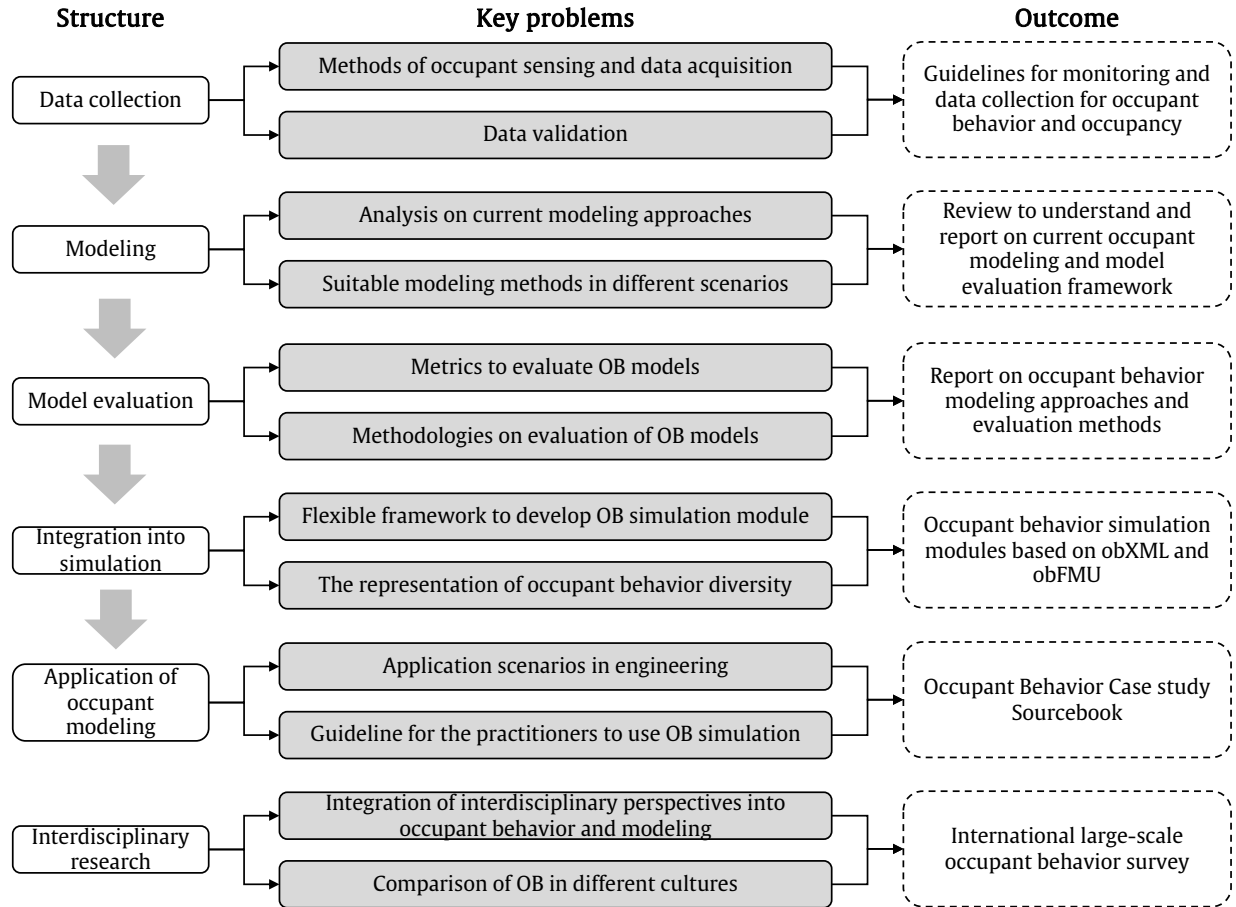 Structure
Key problems
Outcome
Data collection
Methods of occupant sensing and data acquisition
Data validation
Guidelines for monitoring and
data collection for occupant
behavior and occupancy
Modeling
Analysis on current modeling approaches
Suitable modeling methods in different scenarios
Review to understand and
report on current occupant
modeling and model
evaluation framework
Model evaluation
Metrics to evaluate OB models
Methodologies on evaluation of OB models
Report on occupant behavior
modeling approaches and
evaluation methods
Integration into
simulation
Flexible framework to develop OB simulation module
The representation of occupant behavior diversity
Occupant behavior simulation
modules based on obXML and
obFMU
Application of
occupant
modeling
Application scenarios in engineering
Guideline for the practitioners to use OB simulation
Occupant Behavior Case study
Sourcebook
Interdisciplinary
research
Integration of interdisciplinary perspectives into
occupant behavior and modeling
Comparison of OB in different cultures
International large-scale
occupant behavior survey